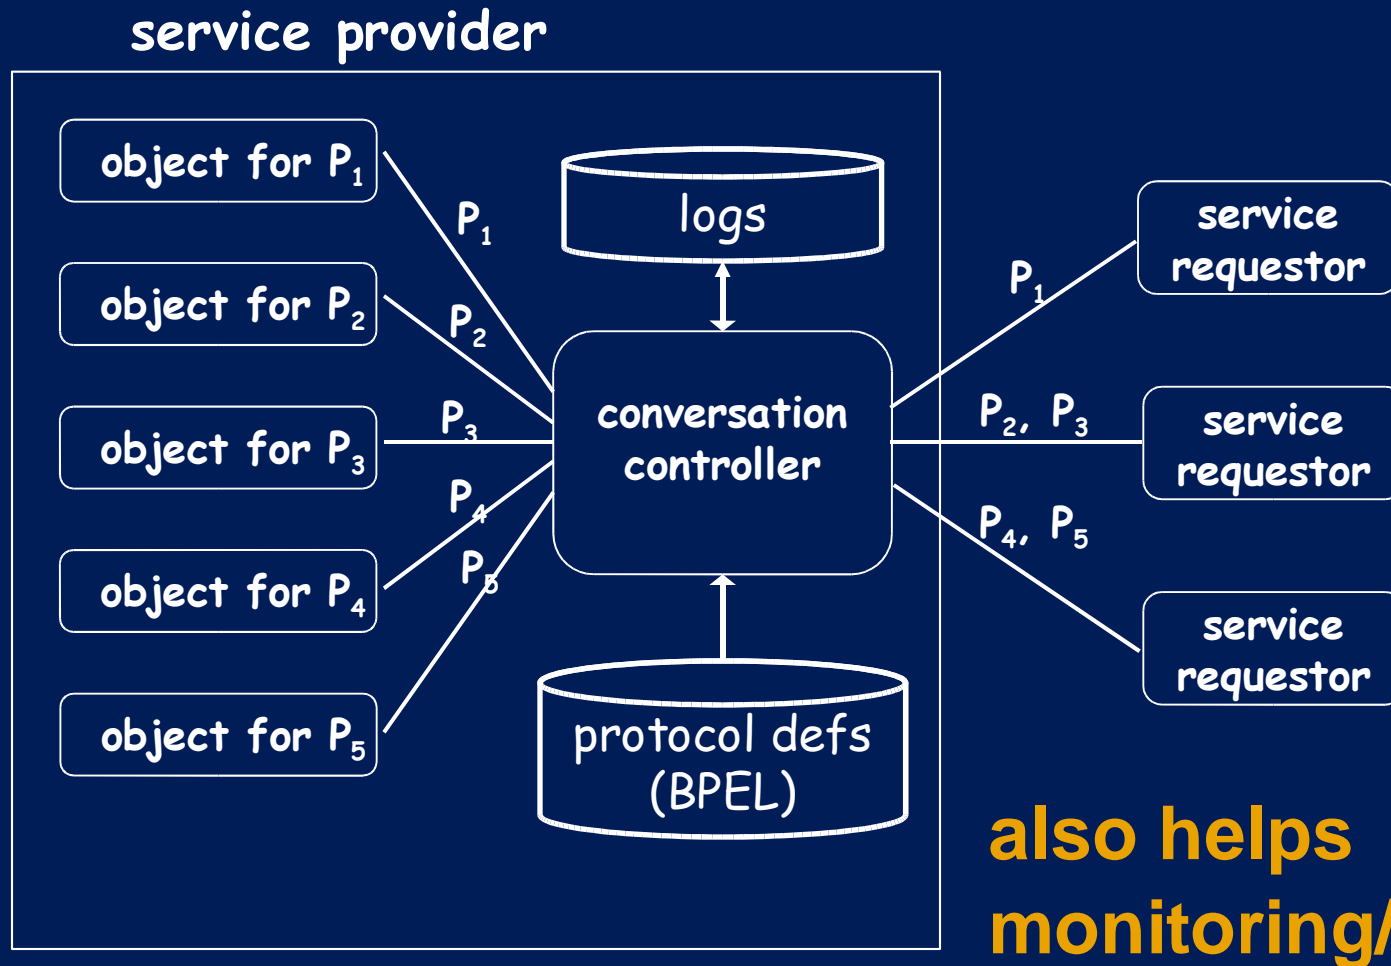 service provider
object for P₁
object for P₂
object for P₃
object for P₄
object for P₅
P₁
P₂
P₃
P₄
P₅
logs
conversation
controller
protocol defs
(BPEL)
P₁
P₂, P₃
P₄, P₅
service
requestor
service
requestor
service
requestor
also helps
monitoring/